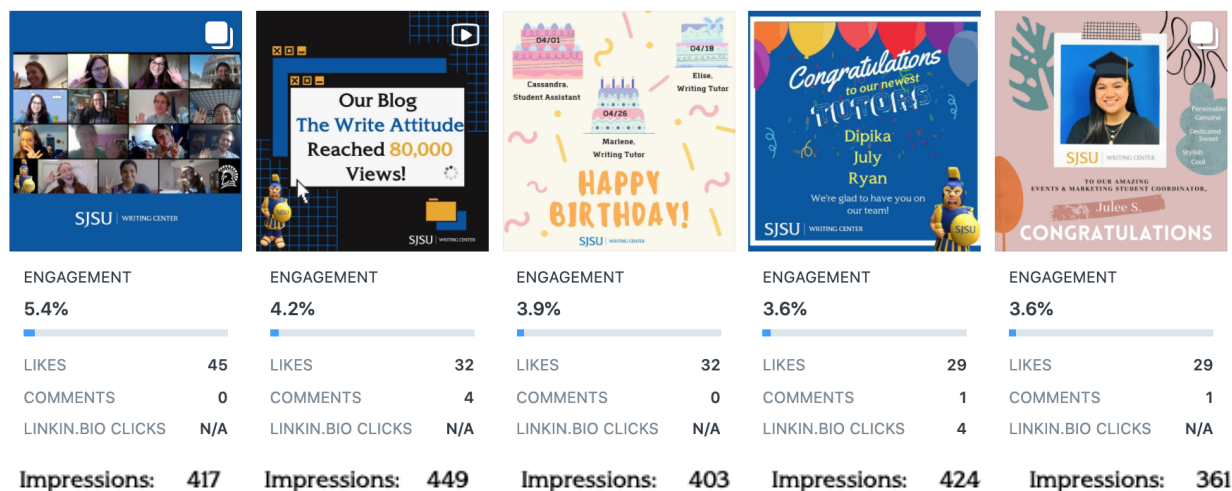 SJSU WRITING CENTER
ENGAGEMENT
5.4%
LIKES 45
COMMENTS 0
LINKIN.BIO CLICKS N/A
Impressions: 417
Our Blog
The Write Attitude
Reached 80,000
Views!
SJSU
SJSU WRITING CENTER
ENGAGEMENT
4.2%
LIKES 32
COMMENTS 4
LINKIN.BIO CLICKS N/A
Impressions: 449
04/01
Cassandra,
Student Assistant
04/18
Elise,
Writing Tutor
04/26
Marlene,
Writing Tutor
HAPPY
BIRTHDAY!
SJSU WRITING CENTER
ENGAGEMENT
3.9%
LIKES 32
COMMENTS 0
LINKIN.BIO CLICKS N/A
Impressions: 403
Congratulations
to our newest
TUTORS
Dipika
July
Ryan
We're glad to have you on
our team!
SJSU WRITING CENTER
SJSU
ENGAGEMENT
3.6%
LIKES 29
COMMENTS 1
LINKIN.BIO CLICKS 4
Impressions: 424
Personable
Genuine
Dedicated
Sweet
Stylish
Cool
SJSU WRITING CENTER
TO OUR AMAZING
EVENTS & MARKETING STUDENT COORDINATOR,
Julee S.
CONGRATULATIONS
ENGAGEMENT
3.6%
LIKES 29
COMMENTS 1
LINKIN.BIO CLICKS N/A
Impressions: 361